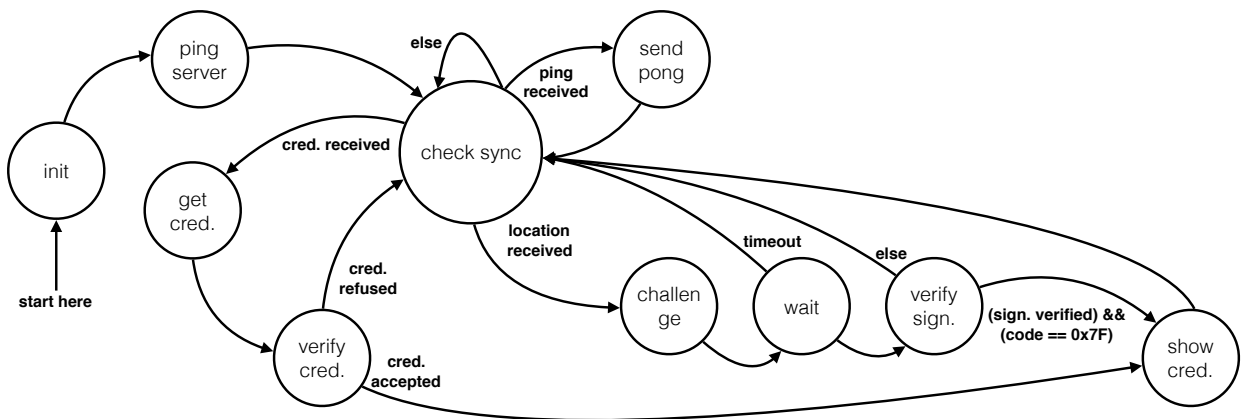 ping
server
else
ping
received
send
pong
init
cred. received
check sync
get
cred.
start here
cred.
refused
location
received
timeout
else
challen
ge
wait
verify
sign.
(sign. verified) &&
(code == 0x7F)
verify
cred.
cred.
accepted
show
cred.